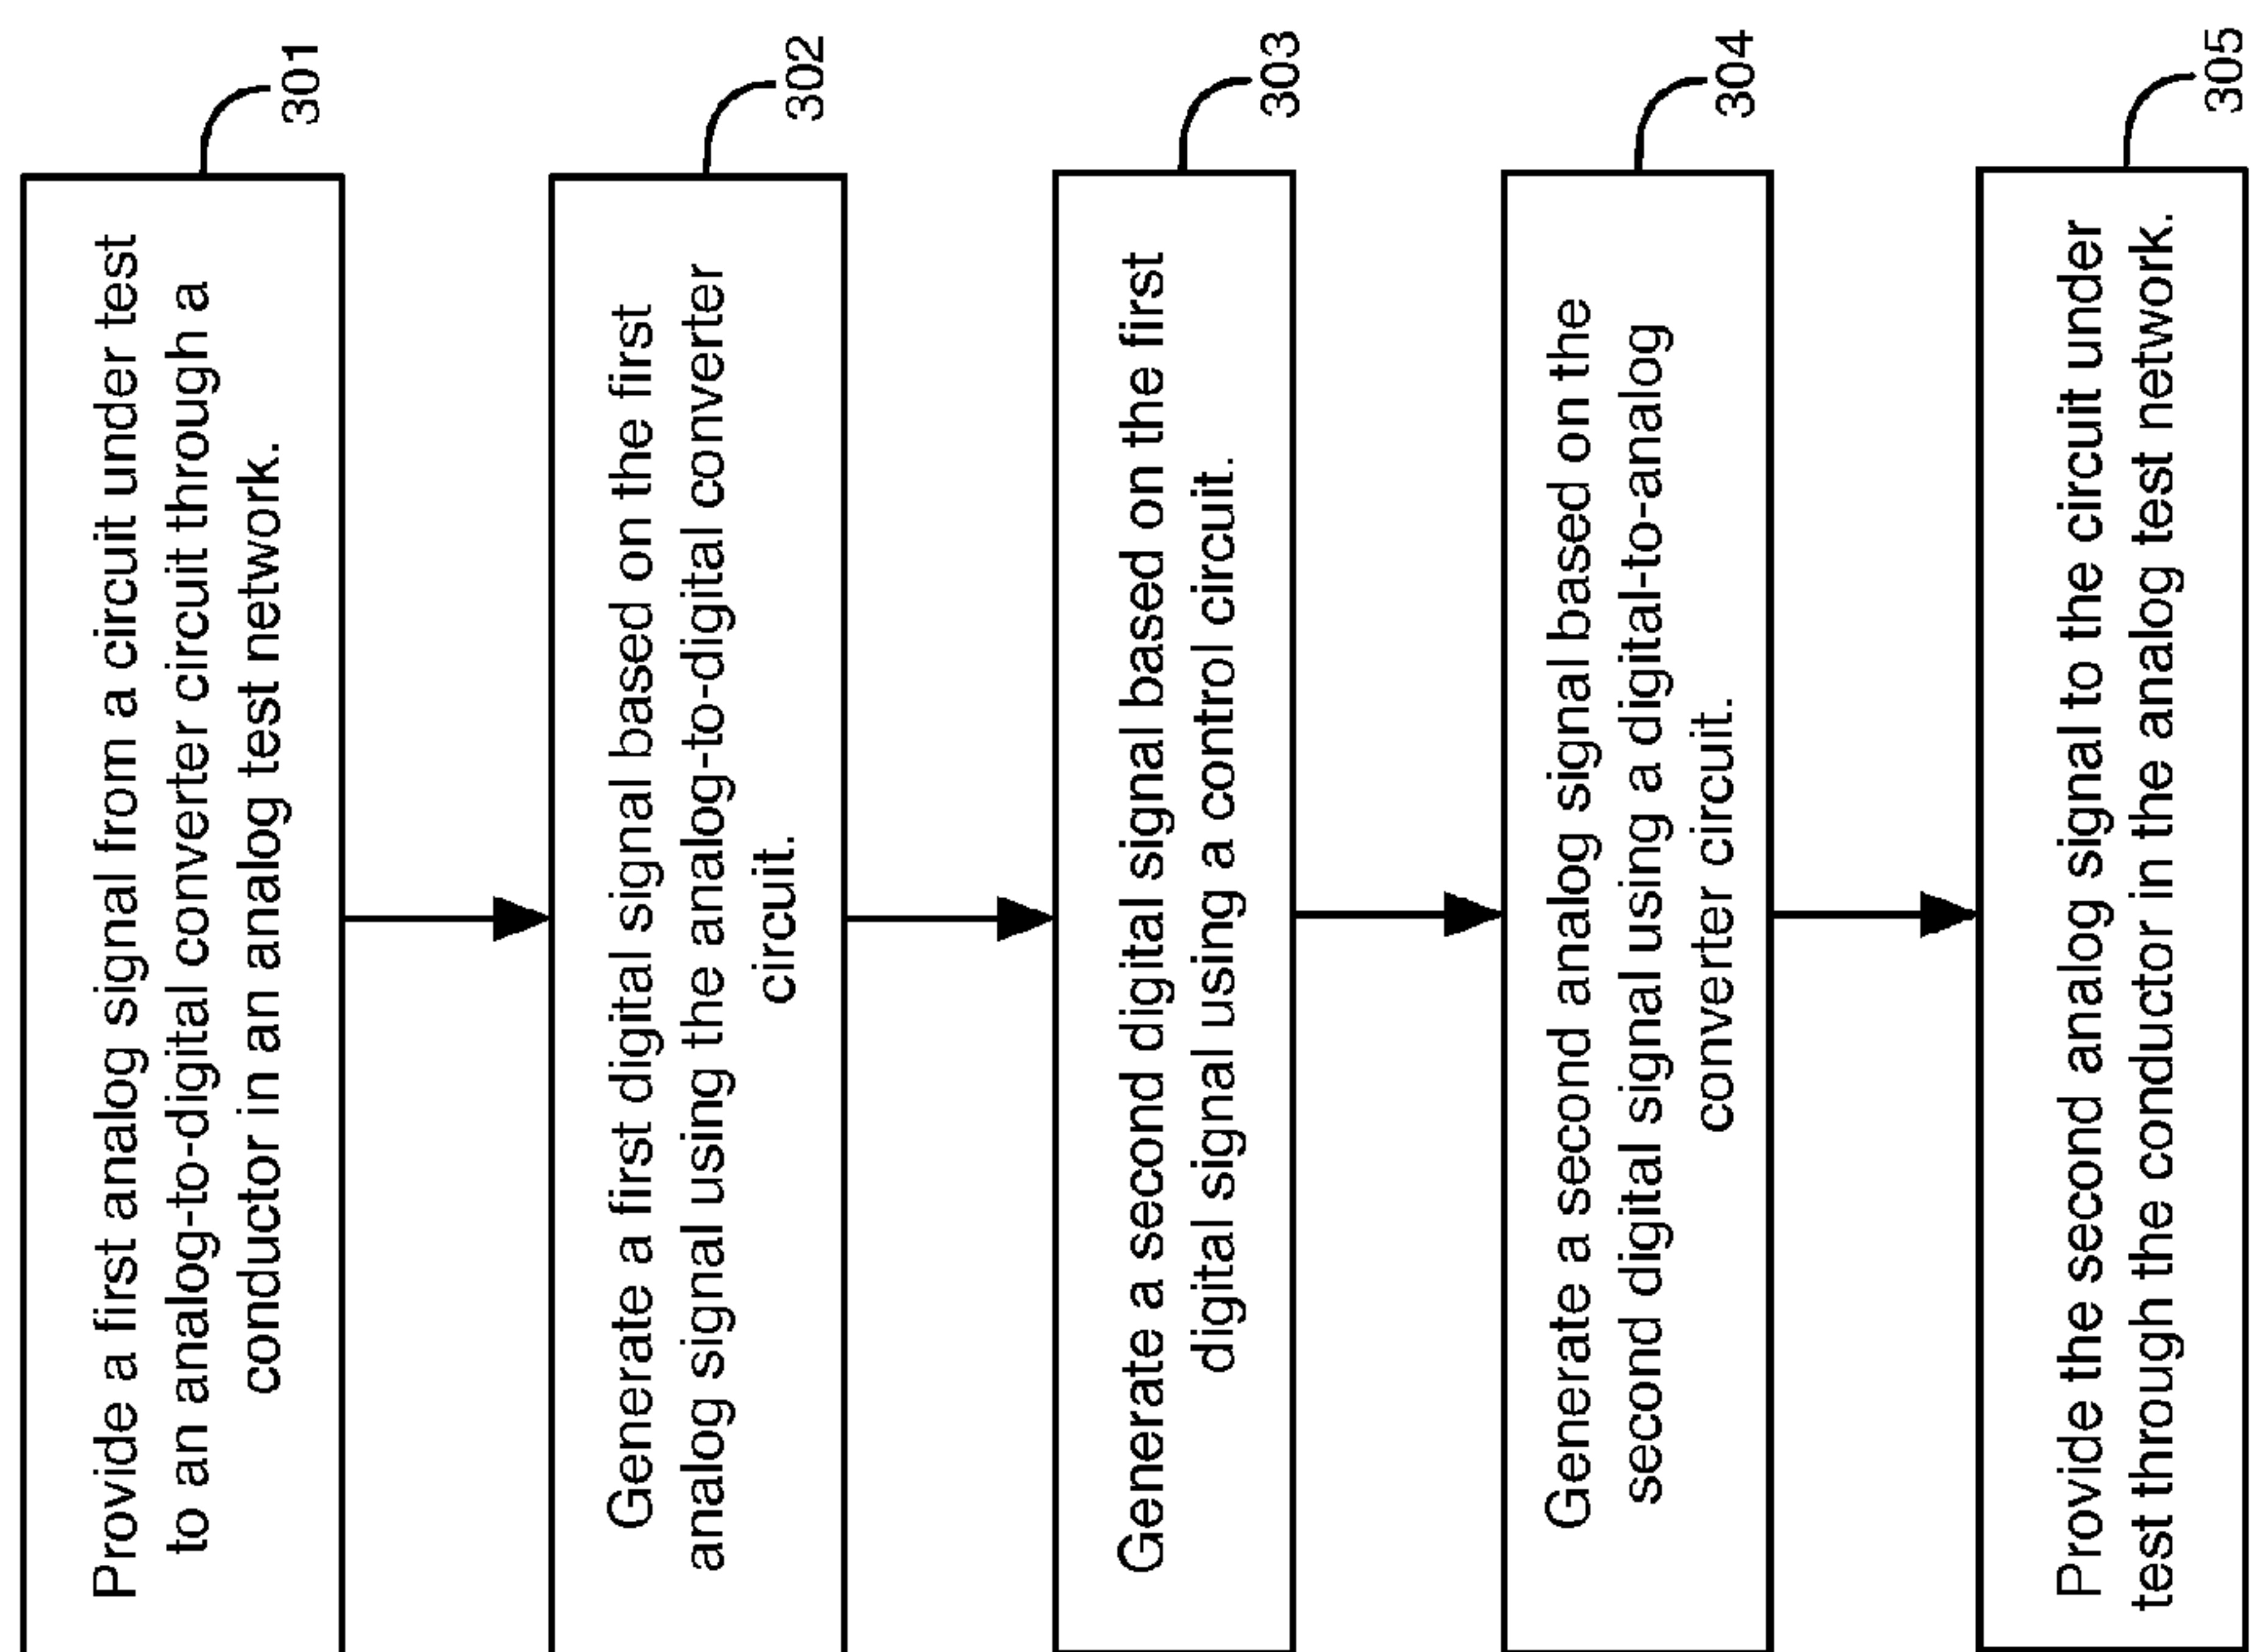 Provide a first analog signal from a circuit under test
to an analog-to-digital converter circuit through a
conductor in an analog test network.
301
Generate a first digital signal based on the first
analog signal using the analog-to-digital converter
circuit.
302
Generate a second digital signal based on the first
digital signal using a control circuit.
303
Generate a second analog signal based on the
second digital signal using a digital-to-analog
converter circuit.
304
Provide the second analog signal to the circuit under
test through the conductor in the analog test network.
305